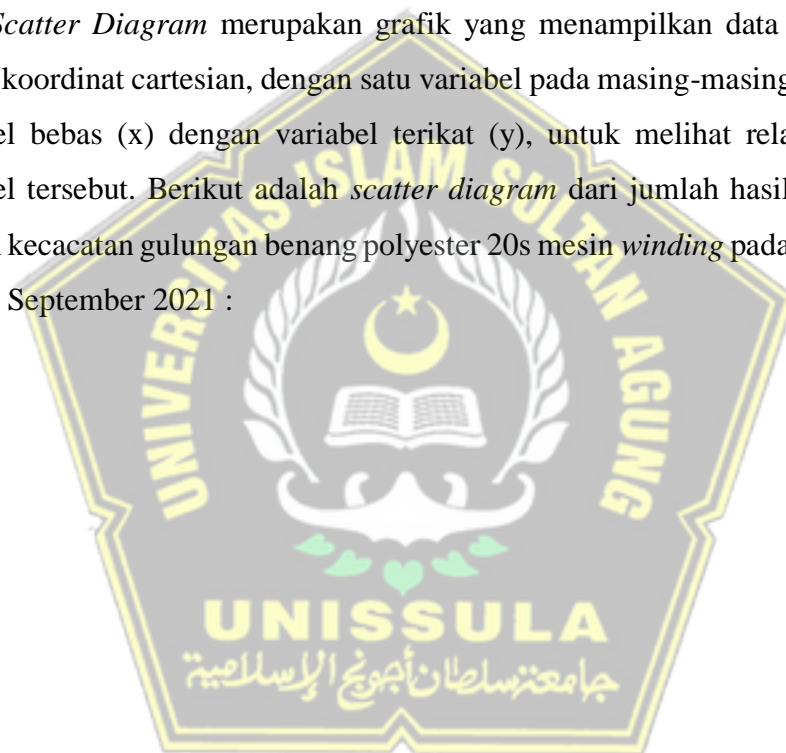 Scatter Diagram merupakan grafik yang menampilkan data
koordinat cartesian, dengan satu variabel pada masing-masing
el bebas (x) dengan variabel terikat (y), untuk melihat rela
el tersebut. Berikut adalah scatter diagram dari jumlah hasil
kecacatan gulungan benang polyester 20s mesin winding pada
September 2021 :
UNIVERSITAS ISLAM SULTAN AGUNG
UNISSULA
جامعتنسلطان أجونج الإسلامية